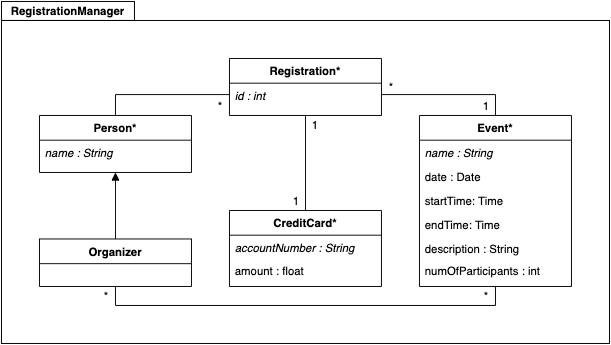 RegistrationManager
Registration*
id : int
*
*
1
1
Person*
name : String
Event*
name : String
date : Date
startTime: Time
endTime: Time
description : String
numOfParticipants : int
1
CreditCard*
accountNumber : String
amount : float
Organizer
*
*